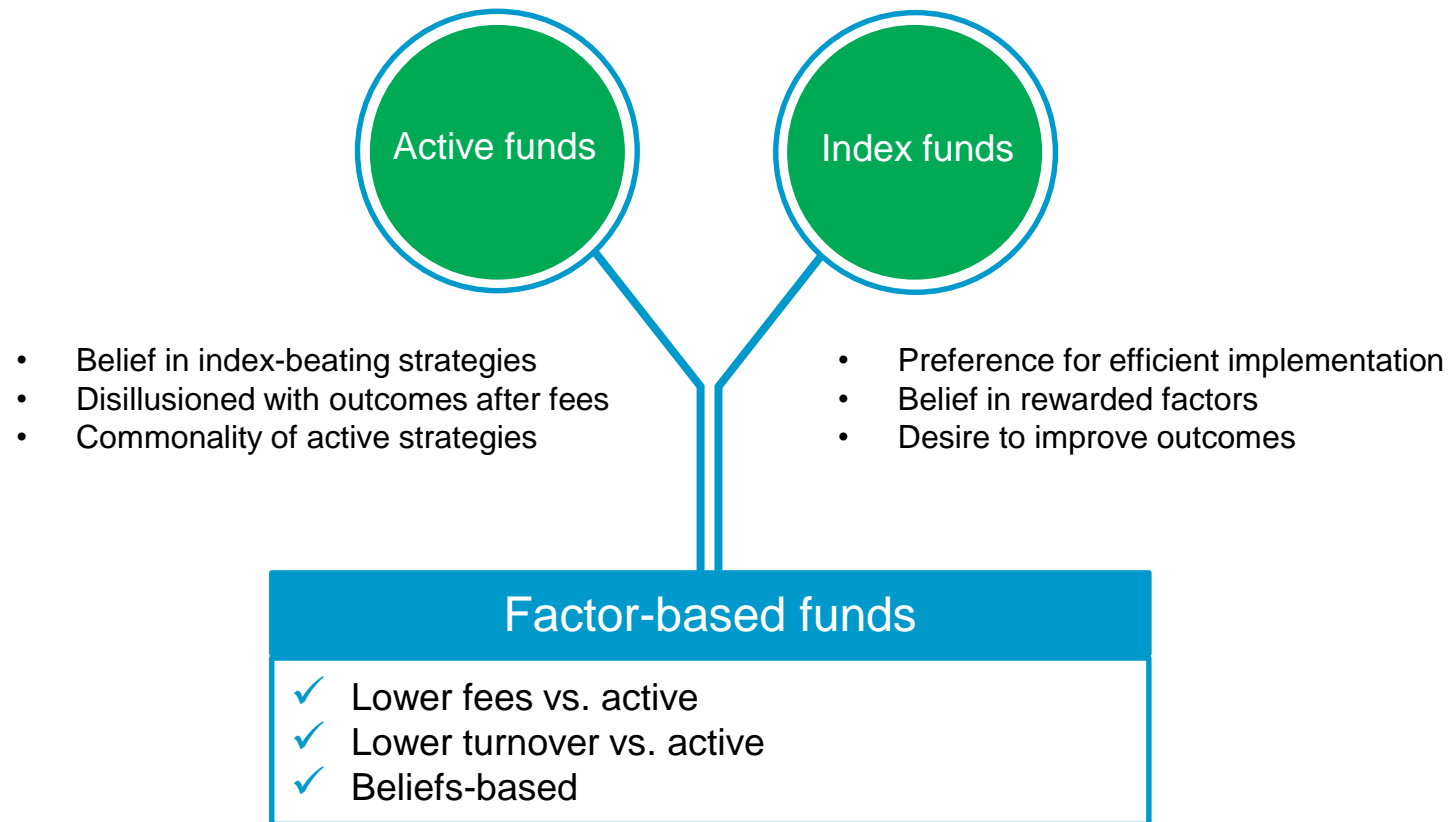 Active funds
Index funds
• Belief in index-beating strategies
• Disillusioned with outcomes after fees
• Commonality of active strategies
• Preference for efficient implementation
• Belief in rewarded factors
• Desire to improve outcomes
Factor-based funds
✓ Lower fees vs. active
✓ Lower turnover vs. active
✓ Beliefs-based